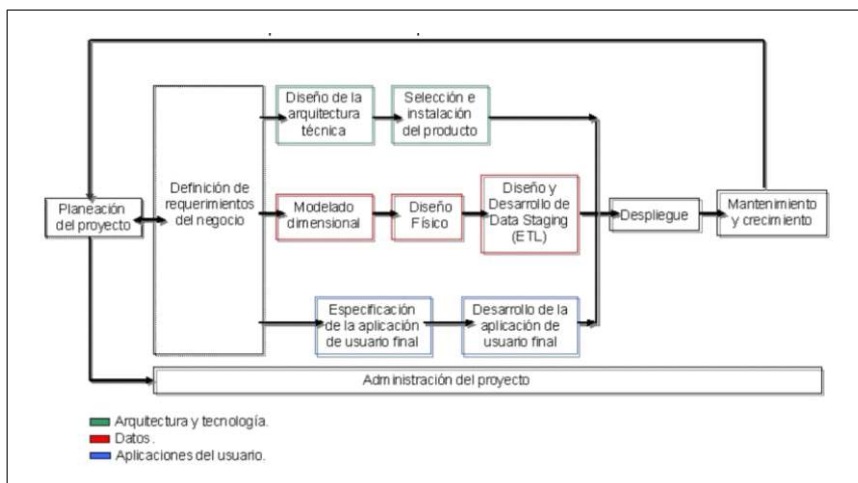 Diseño de la
arquitectura
técnica
Selección e
instalación
del producto
Planeación
del proyecto
Definición de
requerimientos
del negocio
Modelado
dimensional
Diseño
Físico
Diseño y
Desarrollo de
Data Staging
(ETL)
Despliegue
Mantenimiento
y crecimiento
Especificación
de la aplicación
de usuario final
Desarrollo de la
aplicación de
usuario final
Administración del proyecto
Arquitectura y tecnología.
Datos.
Aplicaciones del usuario.